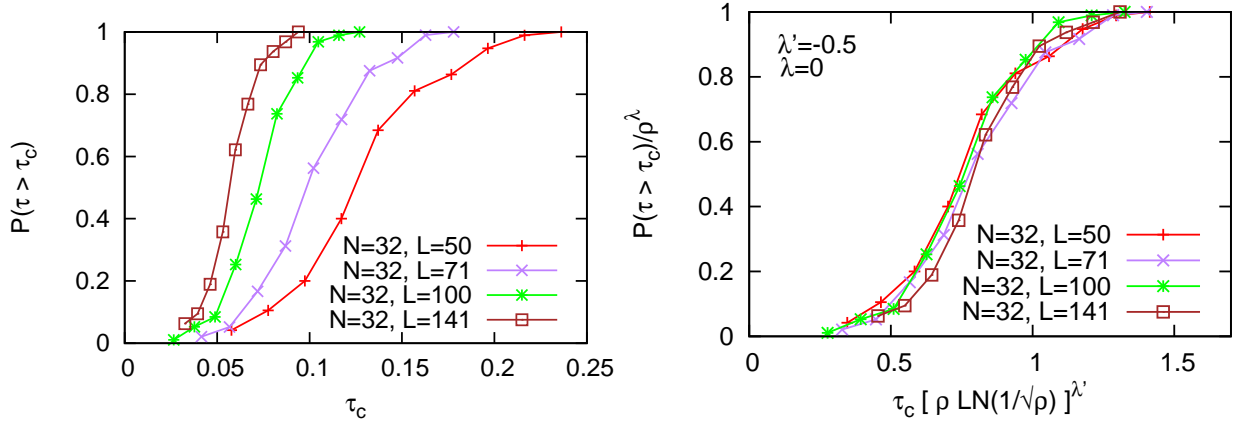 1
0.8
0.6
0.4
0.2
0
0
0.05
0.1
0.15
0.2
0.25
P(τ > τc)
τc
N=32, L=50
N=32, L=71
N=32, L=100
N=32, L=141
1
0.8
0.6
0.4
0.2
0
0
0.5
1
1.5
P(τ > τc)/ρ^λ
τc [ ρ LN(1/√ρ) ]^λ'
λ'=-0.5
λ=0
N=32, L=50
N=32, L=71
N=32, L=100
N=32, L=141